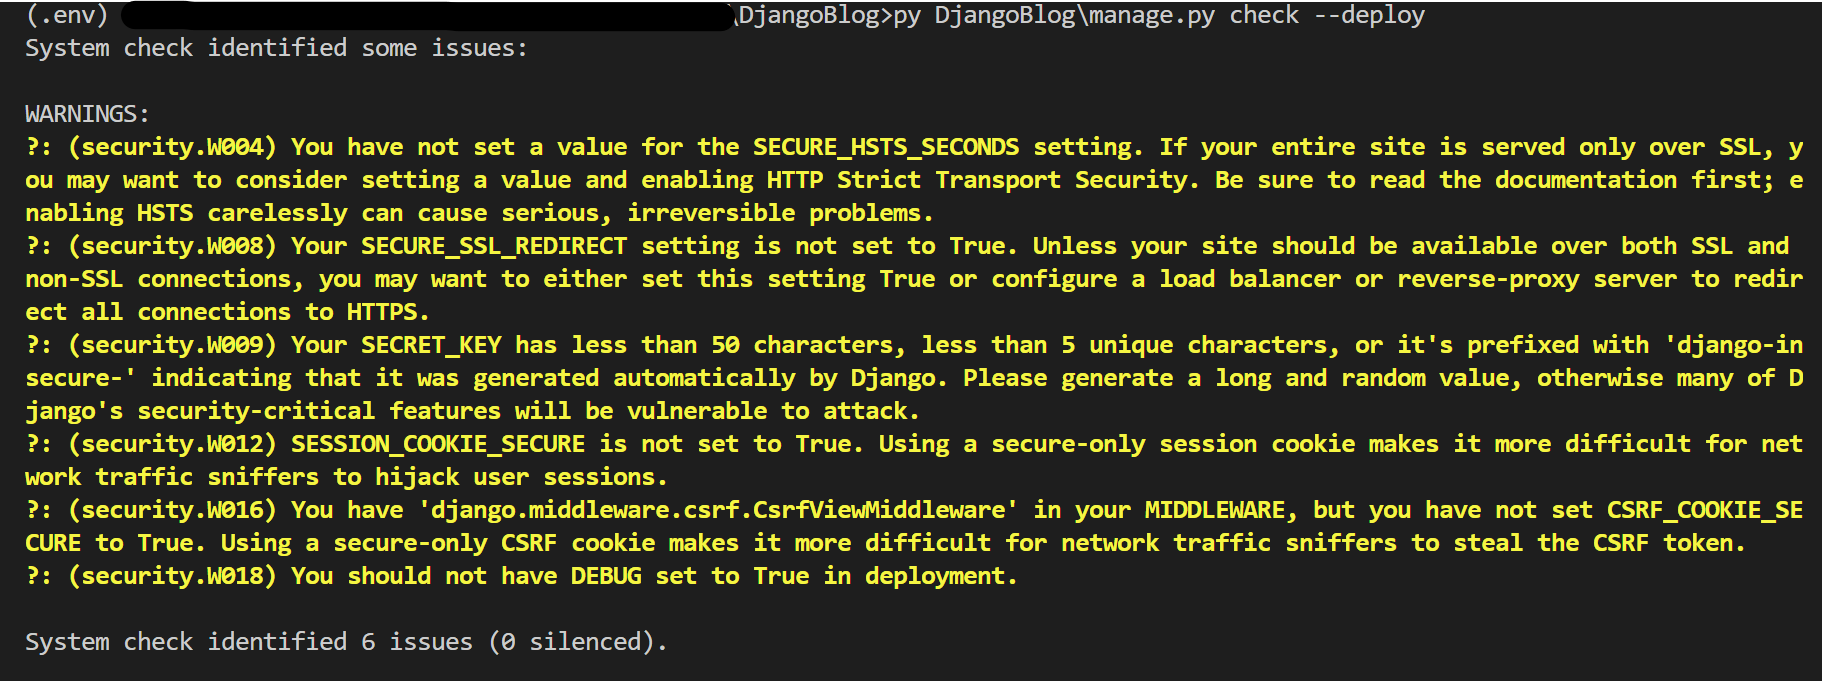 (.env) \DjangoBlog>py DjangoBlog\manage.py check --deploy
System check identified some issues:
WARNINGS:
?: (security.W004) You have not set a value for the SECURE_HSTS_SECONDS setting. If your entire site is served only over SSL, y
ou may want to consider setting a value and enabling HTTP Strict Transport Security. Be sure to read the documentation first; e
nabling HSTS carelessly can cause serious, irreversible problems.
?: (security.W008) Your SECURE_SSL_REDIRECT setting is not set to True. Unless your site should be available over both SSL and
non-SSL connections, you may want to either set this setting True or configure a load balancer or reverse-proxy server to redir
ect all connections to HTTPS.
?: (security.W009) Your SECRET_KEY has less than 50 characters, less than 5 unique characters, or it's prefixed with 'django-in
secure-' indicating that it was generated automatically by Django. Please generate a long and random value, otherwise many of D
jango's security-critical features will be vulnerable to attack.
?: (security.W012) SESSION_COOKIE_SECURE is not set to True. Using a secure-only session cookie makes it more difficult for net
work traffic sniffers to hijack user sessions.
?: (security.W016) You have 'django.middleware.csrf.CsrfViewMiddleware' in your MIDDLEWARE, but you have not set CSRF_COOKIE_SE
CURE to True. Using a secure-only CSRF cookie makes it more difficult for network traffic sniffers to steal the CSRF token.
?: (security.W018) You should not have DEBUG set to True in deployment.
System check identified 6 issues (0 silenced).